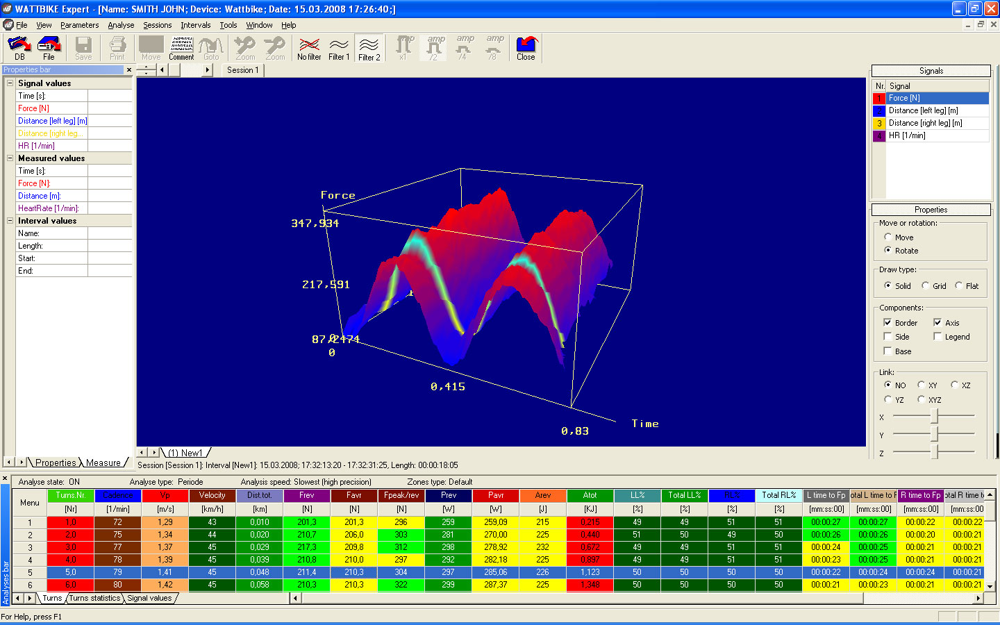 WATTBIKE Expert - [Name: SMITH JOHN; Device: Wattbike; Date: 15.03.2008 17:26:40;]
File View Parameters Analyse Sessions Intervals Tools Window Help
amp amp amp amp
DB File Save Print Move Comment Goto Zoom Zoom No filter Filter 1 Filter 2 x1 /2 /4 /8 Close
Properties bar
Session 1
Signal values
Time [s]:
Force [N]
Distance [left leg] [m]
Distance [right leg...
HR [1/min]
Measured values
Time [s]:
Force [N]:
Distance [m]:
HeartRate [1/min]:
Interval values
Name:
Length:
Start:
End:
Properties Measure
Force
347,934
217,591
87,2474
0
0
0,415
0,83
Time
(1) New1
Session [Session 1]: Interval [New1]: 15.03.2008; 17:32:13:20 - 17:32:31:25, Length: 00:00:18:05
Signals
Nr. Signal
1 Force [N]
2 Distance [left leg] [m]
3 Distance [right leg] [m]
4 HR [1/min]
Properties
Move or rotation:
Move
Rotate
Draw type:
Solid Grid Flat
Components:
Border Axis
Side Legend
Base
Link:
NO XY XZ
YZ XYZ
X
Y
Z
Analyses bar
Analyse state: ON Analyse type: Periode Analysis speed: Slowest (high precision) Zones type: Default
Menu Turns.Nr. Cadence Vp Velocity Dist.tot. Frev Favr Fpeak/rev Prev Pavr Arev Atot LL% Total LL% RL% Total RL% L time to Fp otal L time to F R time to Fp otal R time to
[Nr] [1/min] [m/s] [km/h] [km] [N] [N] [N] [W] [W] [J] [KJ] [%] [%] [%] [%] [mm:ss:00] [mm:ss:00] [mm:ss:00] [mm:ss:00
1 1,0 72 1,29 43 0,010 201,3 201,3 296 259 259,09 215 0,215 49 49 51 51 00:00:27 00:00:27 00:00:22 00:00:22
2 2,0 75 1,34 44 0,020 210,7 206,0 303 281 270,00 225 0,440 51 50 49 50 00:00:26 00:00:26 00:00:20 00:00:21
3 3,0 77 1,37 45 0,029 217,3 209,8 312 298 278,92 232 0,672 49 49 51 51 00:00:24 00:00:25 00:00:21 00:00:21
4 4,0 78 1,39 45 0,039 210,8 210,0 297 292 282,18 225 0,897 49 49 51 51 00:00:23 00:00:25 00:00:21 00:00:21
5 5,0 79 1,41 45 0,048 211,4 210,3 304 297 285,06 226 1,123 50 50 50 50 00:00:22 00:00:24 00:00:24 00:00:21
6 6,0 80 1,42 45 0,058 210,3 210,3 322 299 287,37 225 1,348 50 50 50 50 00:00:21 00:00:23 00:00:21 00:00:21
Turns Turns statistics Signal values
For Help, press F1